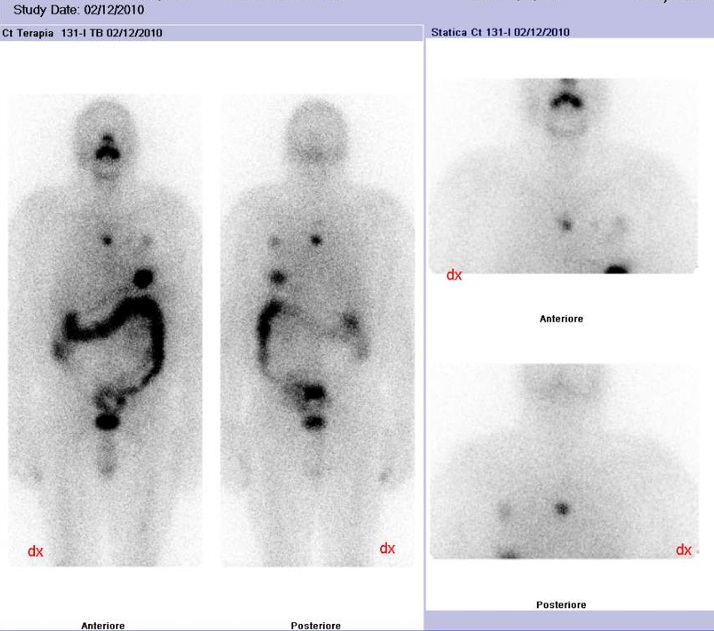 Study Date: 02/12/2010
Ct Terapia 131-I TB 02/12/2010
Statica Ct 131-I 02/12/2010
dx
Anteriore
dx
dx
dx
Anteriore
Posteriore
Posteriore